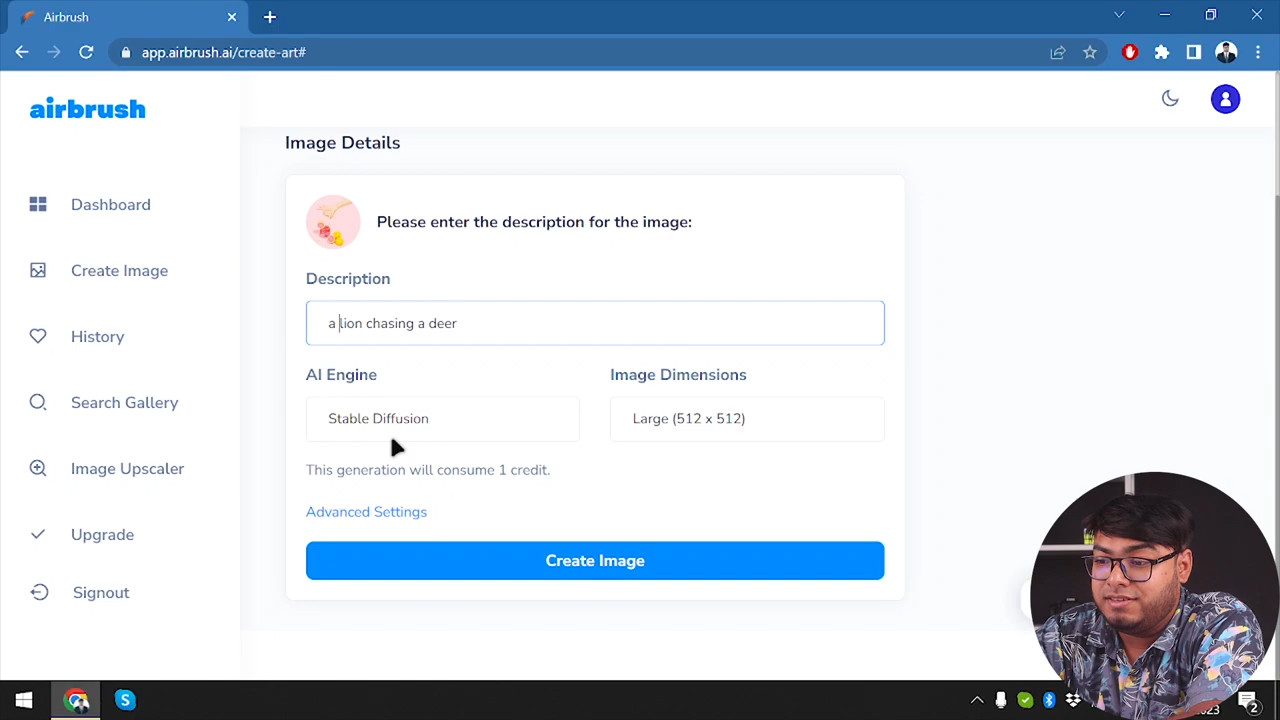 Airbrush
app.airbrush.ai/create-art#
airbrush
Image Details
Please enter the description for the image:
Dashboard
Create Image
History
Search Gallery
Image Upscaler
Upgrade
Signout
Description
a lion chasing a deer
AI Engine
Image Dimensions
Stable Diffusion
Large (512 x 512)
This generation will consume 1 credit.
Advanced Settings
Create Image
2